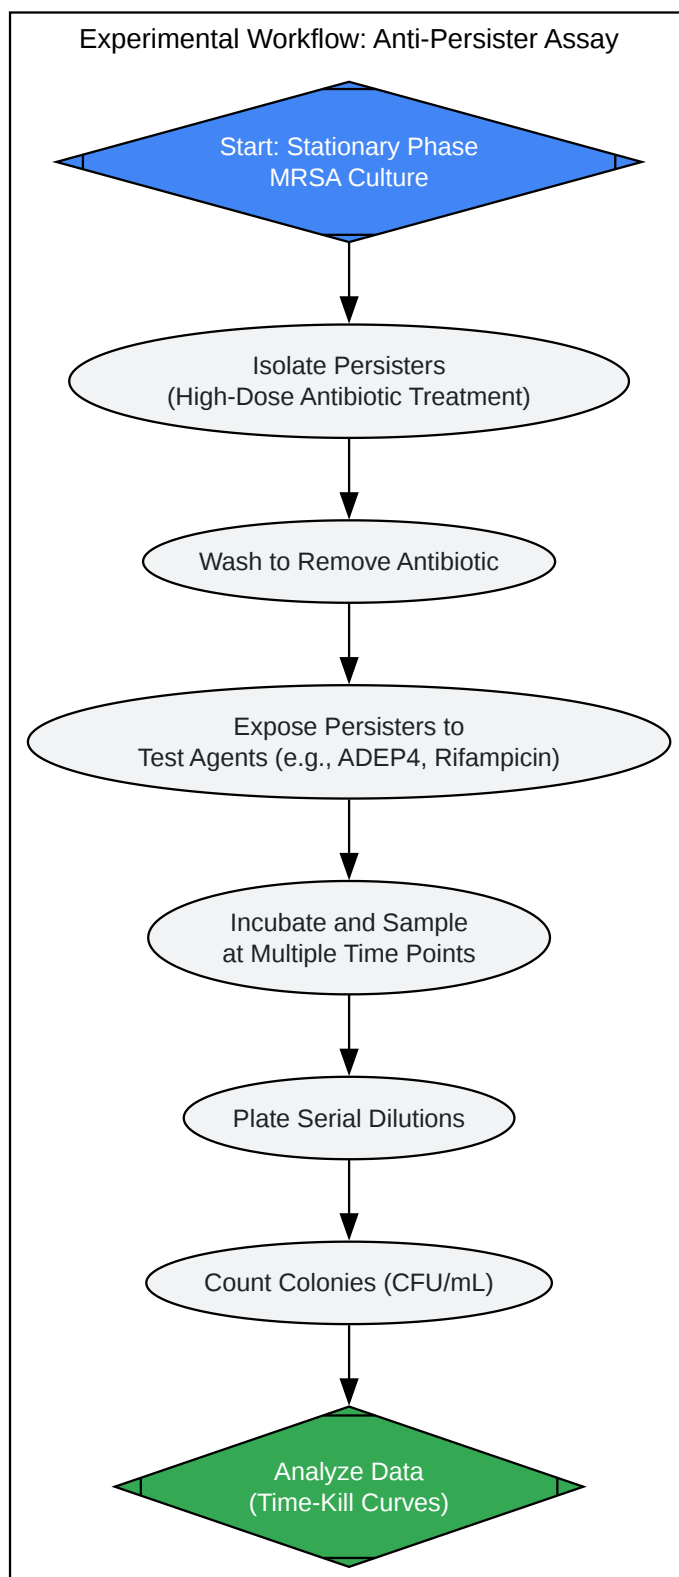 Experimental Workflow: Anti-Persister Assay
Start: Stationary Phase
MRSA Culture
Isolate Persisters
(High-Dose Antibiotic Treatment)
Wash to Remove Antibiotic
Expose Persisters to
Test Agents (e.g., ADEP4, Rifampicin)
Incubate and Sample
at Multiple Time Points
Plate Serial Dilutions
Count Colonies (CFU/mL)
Analyze Data
(Time-Kill Curves)